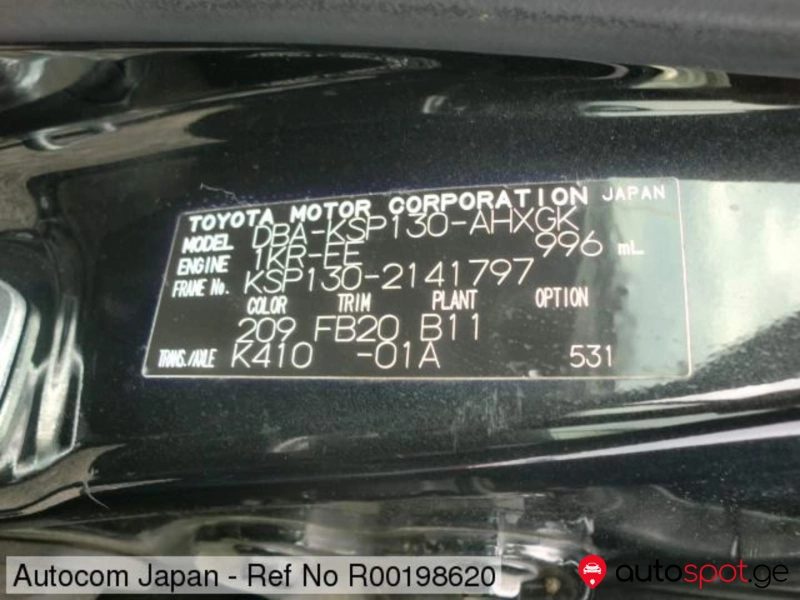 TOYOTA MOTOR CORPORATION JAPAN
MODEL DBA-KSP130-AHXGK
ENGINE 1KR-FE 996 mL
FRAME No. KSP130-2141797
COLOR TRIM PLANT OPTION
209 FB20 B11
TRANS./AXLE K410 -01A 531
Autocom Japan - Ref No R00198620
autospot.ge